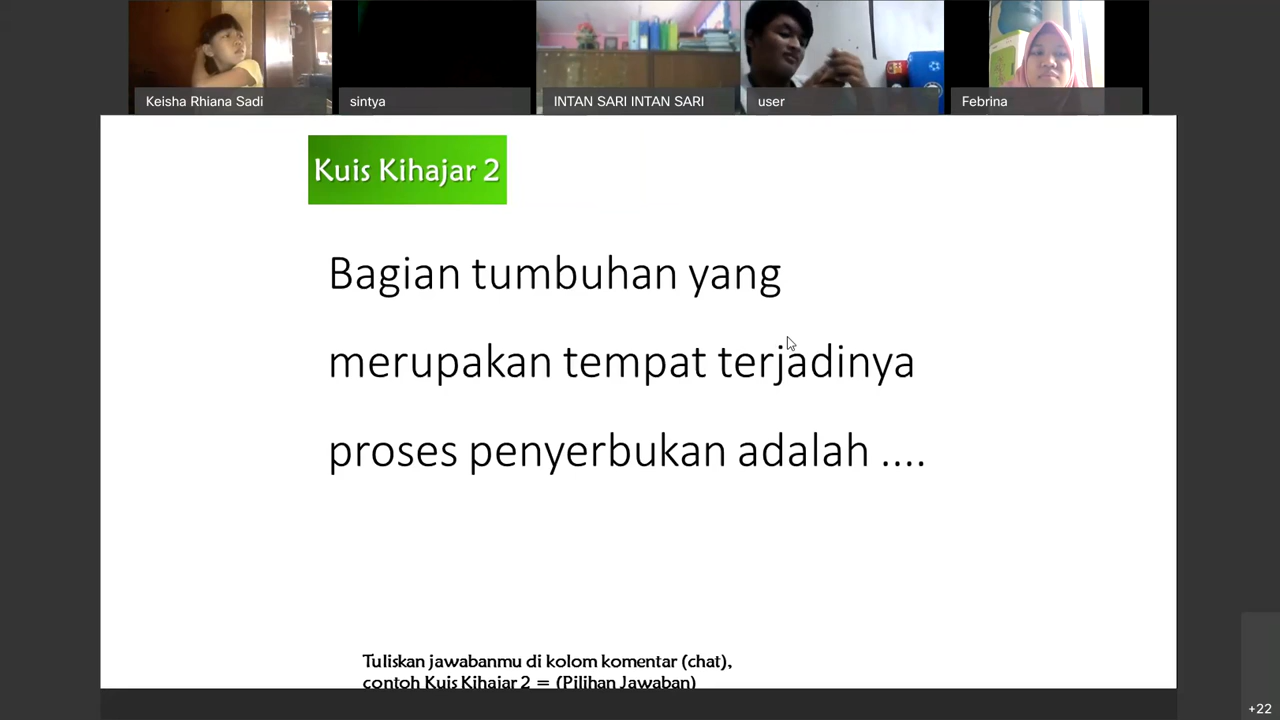 Keisha Rhiana Sadi
sintya
INTAN SARI INTAN SARI
user
Febrina
Kuis Kihajar 2
Bagian tumbuhan yang
merupakan tempat terjadinya
proses penyerbukan adalah ....
Tuliskan jawabanmu di kolom komentar (chat),
contoh Kuis Kihajar 2 = (Pilihan Jawaban)
+22